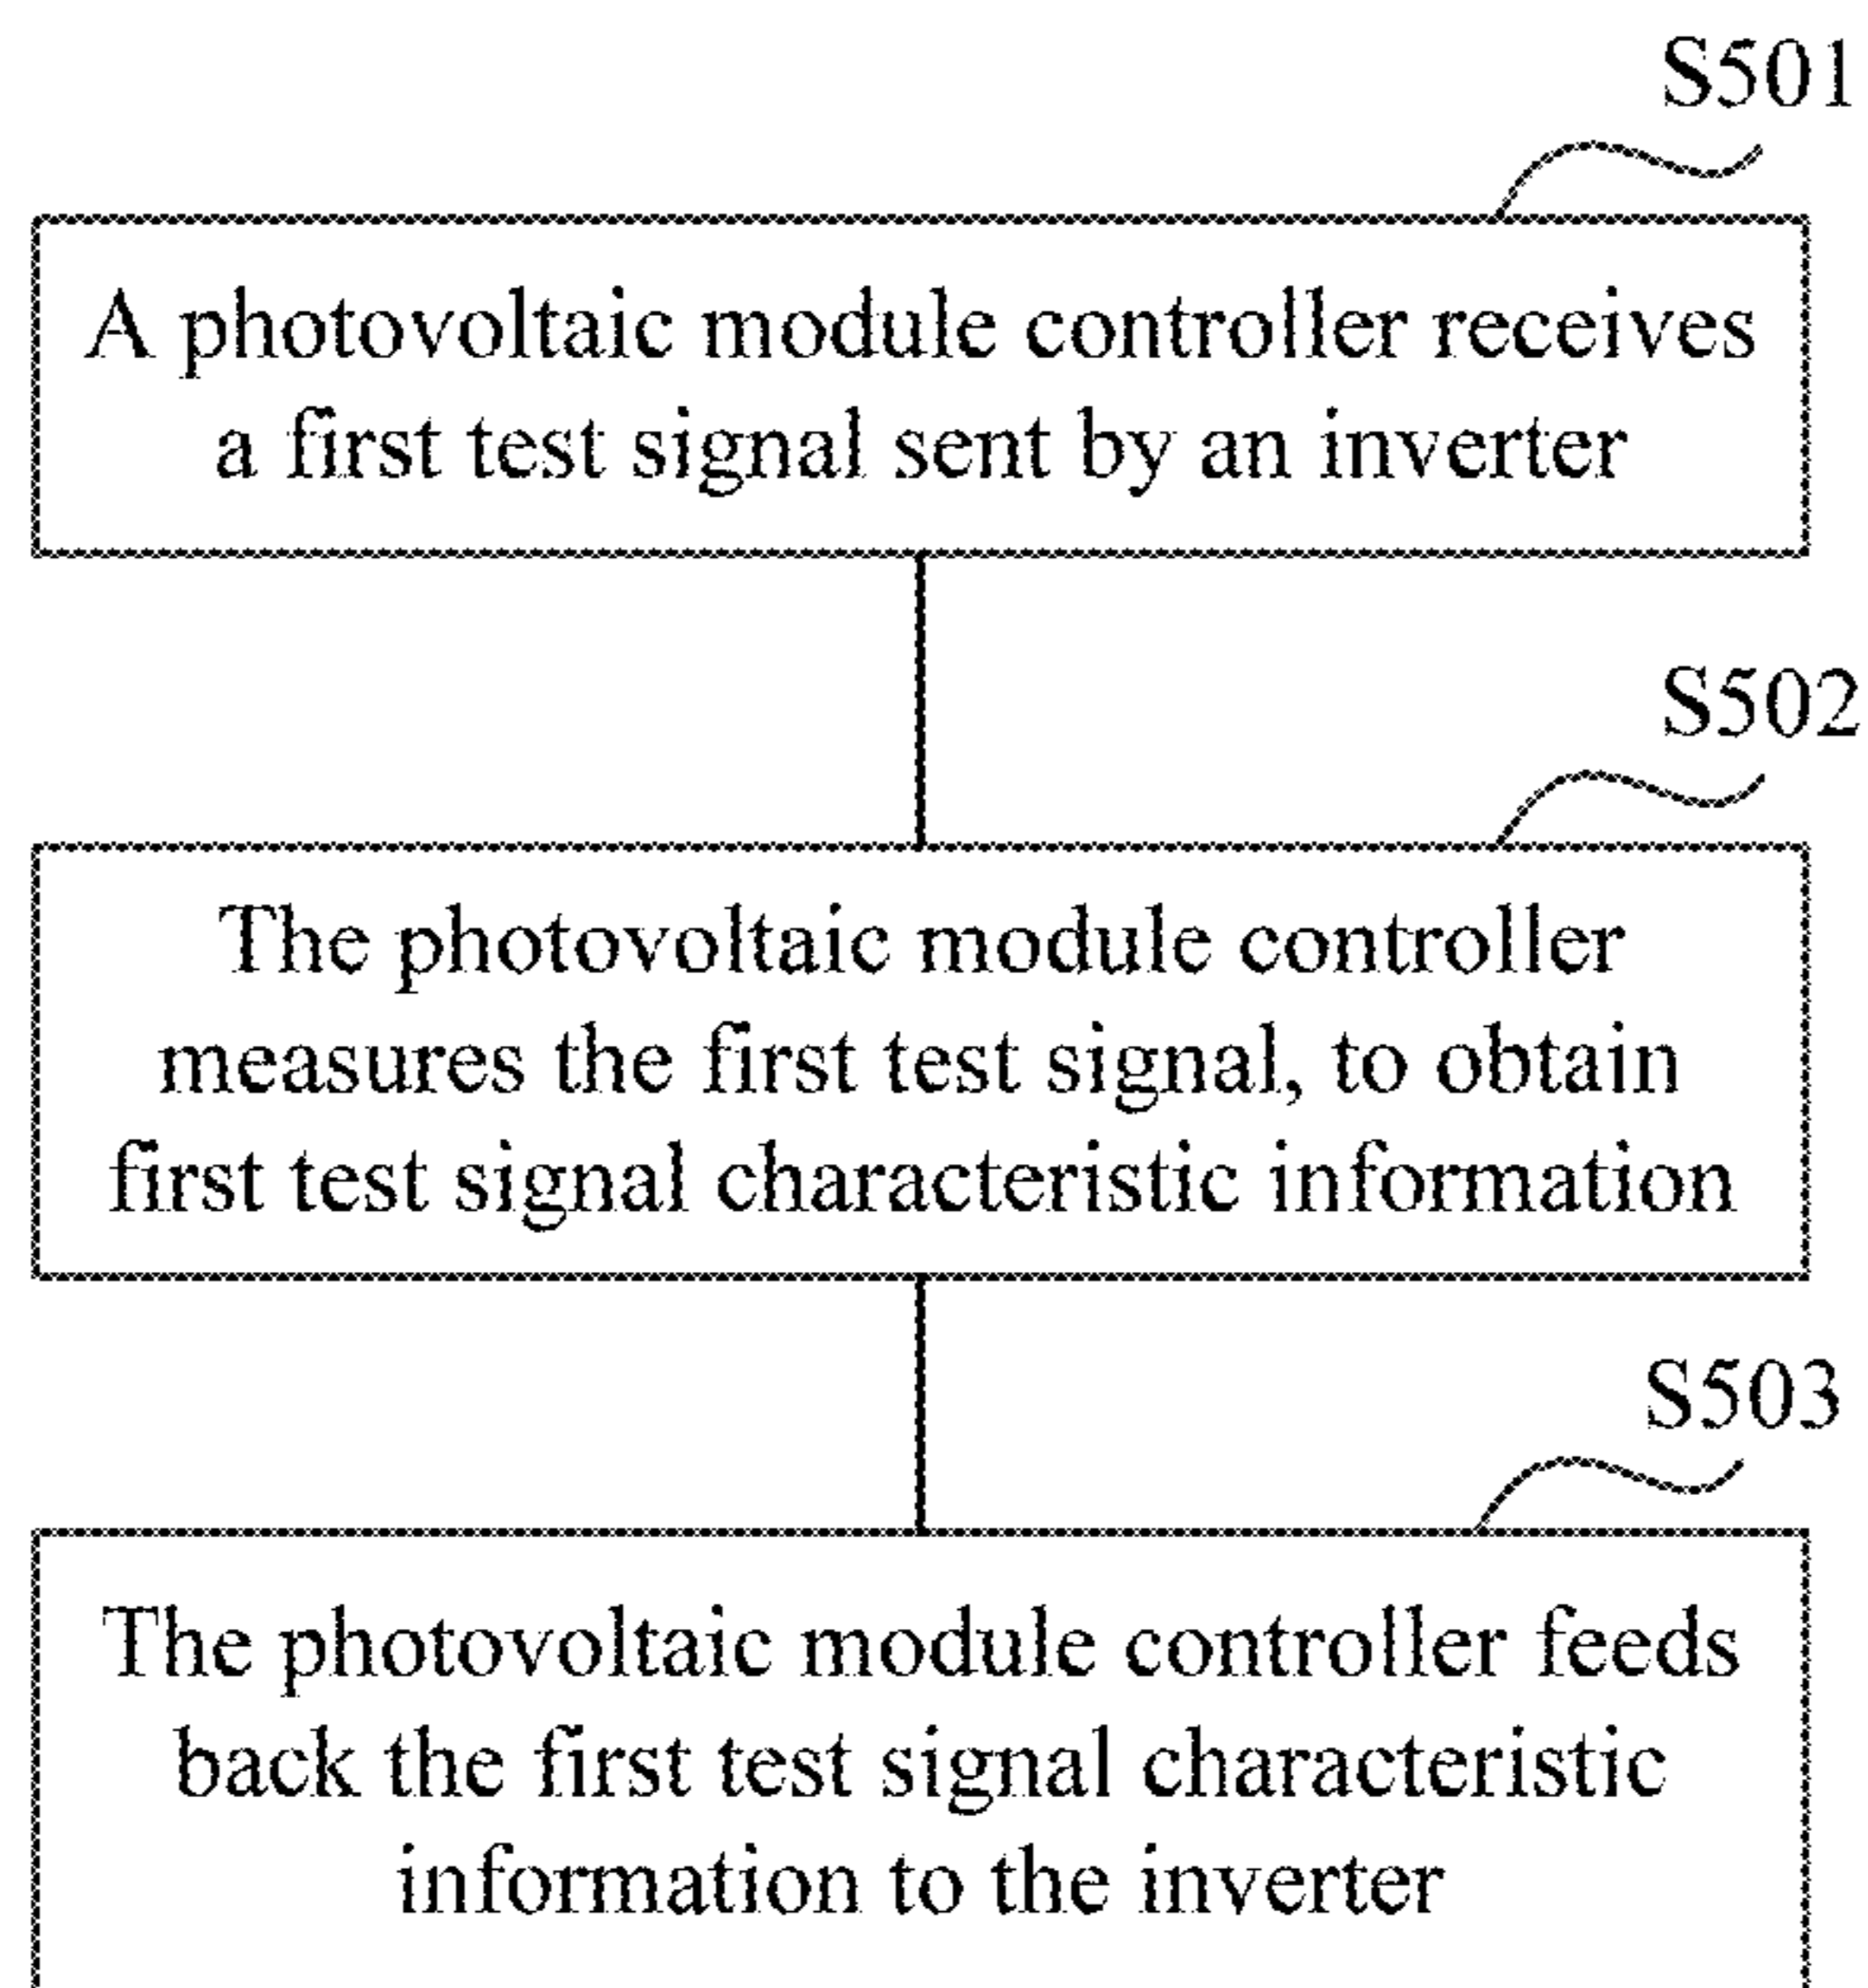 S501
A photovoltaic module controller receives
a first test signal sent by an inverter
S502
The photovoltaic module controller
measures the first test signal, to obtain
first test signal characteristic information
S503
The photovoltaic module controller feeds
back the first test signal characteristic
information to the inverter